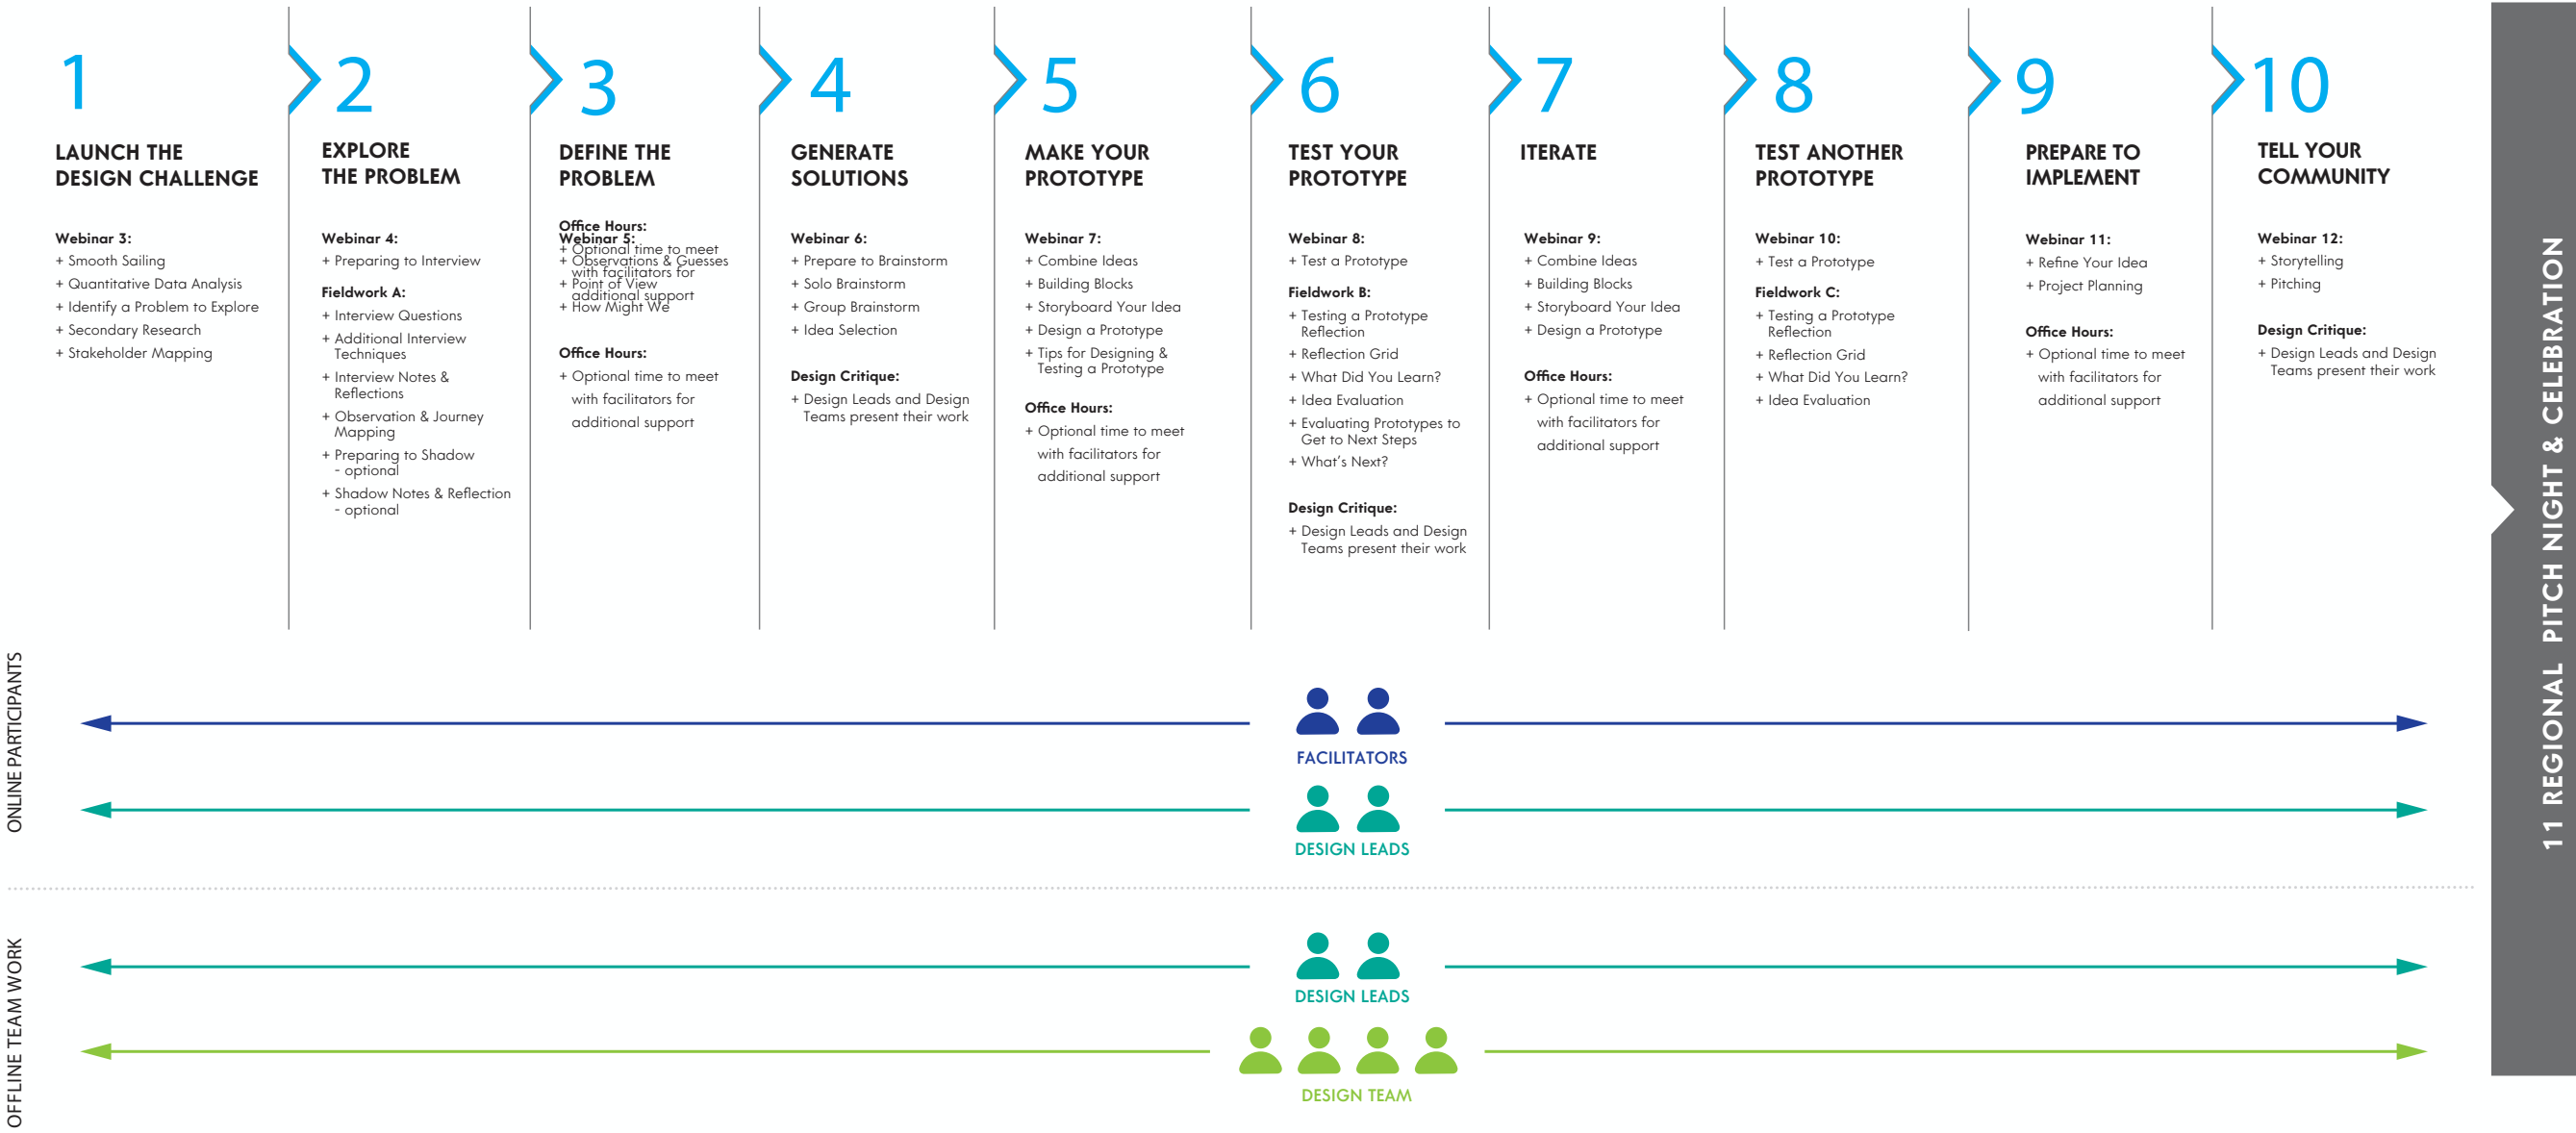 1
LAUNCH THE
DESIGN CHALLENGE
Webinar 3:
+ Smooth Sailing
+ Quantitative Data Analysis
+ Identify a Problem to Explore
+ Secondary Research
+ Stakeholder Mapping
2
EXPLORE
THE PROBLEM
Webinar 4:
+ Preparing to Interview
Fieldwork A:
+ Interview Questions
+ Additional Interview
Techniques
+ Interview Notes &
Reflections
+ Observation & Journey
Mapping
+ Preparing to Shadow
- optional
+ Shadow Notes & Reflection
- optional
3
DEFINE THE
PROBLEM
Office Hours:
+ Optional time to meet
with facilitators for
additional support
Webinar 5:
+ Observations & Guesses
+ Point of View
+ How Might We
Office Hours:
+ Optional time to meet
with facilitators for
additional support
4
GENERATE
SOLUTIONS
Webinar 6:
+ Prepare to Brainstorm
+ Solo Brainstorm
+ Group Brainstorm
+ Idea Selection
Design Critique:
+ Design Leads and Design
Teams present their work
5
MAKE YOUR
PROTOTYPE
Webinar 7:
+ Combine Ideas
+ Building Blocks
+ Storyboard Your Idea
+ Design a Prototype
+ Tips for Designing &
Testing a Prototype
Office Hours:
+ Optional time to meet
with facilitators for
additional support
6
TEST YOUR
PROTOTYPE
Webinar 8:
+ Test a Prototype
Fieldwork B:
+ Testing a Prototype
Reflection
+ Reflection Grid
+ What Did You Learn?
+ Idea Evaluation
+ Evaluating Prototypes to
Get to Next Steps
+ What's Next?
Design Critique:
+ Design Leads and Design
Teams present their work
7
ITERATE
Webinar 9:
+ Combine Ideas
+ Building Blocks
+ Storyboard Your Idea
+ Design a Prototype
Office Hours:
+ Optional time to meet
with facilitators for
additional support
8
TEST ANOTHER
PROTOTYPE
Webinar 10:
+ Test a Prototype
Fieldwork C:
+ Testing a Prototype
Reflection
+ Reflection Grid
+ What Did You Learn?
+ Idea Evaluation
9
PREPARE TO
IMPLEMENT
Webinar 11:
+ Refine Your Idea
+ Project Planning
Office Hours:
+ Optional time to meet
with facilitators for
additional support
10
TELL YOUR
COMMUNITY
Webinar 12:
+ Storytelling
+ Pitching
Design Critique:
+ Design Leads and Design
Teams present their work
11 REGIONAL PITCH NIGHT & CELEBRATION
ONLINE PARTICIPANTS
FACILITATORS
DESIGN LEADS
OFFLINE TEAM WORK
DESIGN LEADS
DESIGN TEAM